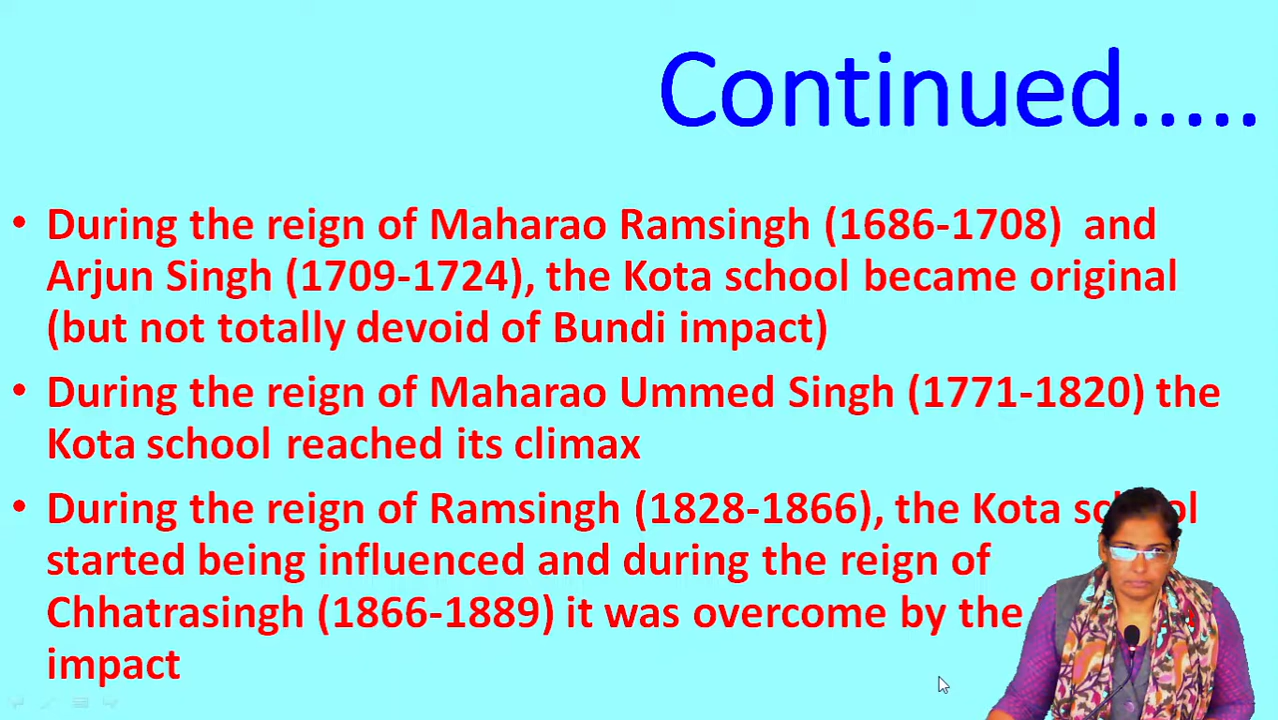 Continued.....
• During the reign of Maharao Ramsingh (1686-1708) and
Arjun Singh (1709-1724), the Kota school became original
(but not totally devoid of Bundi impact)
• During the reign of Maharao Ummed Singh (1771-1820) the
Kota school reached its climax
• During the reign of Ramsingh (1828-1866), the Kota school
started being influenced and during the reign of
Chhatrasingh (1866-1889) it was overcome by the
impact